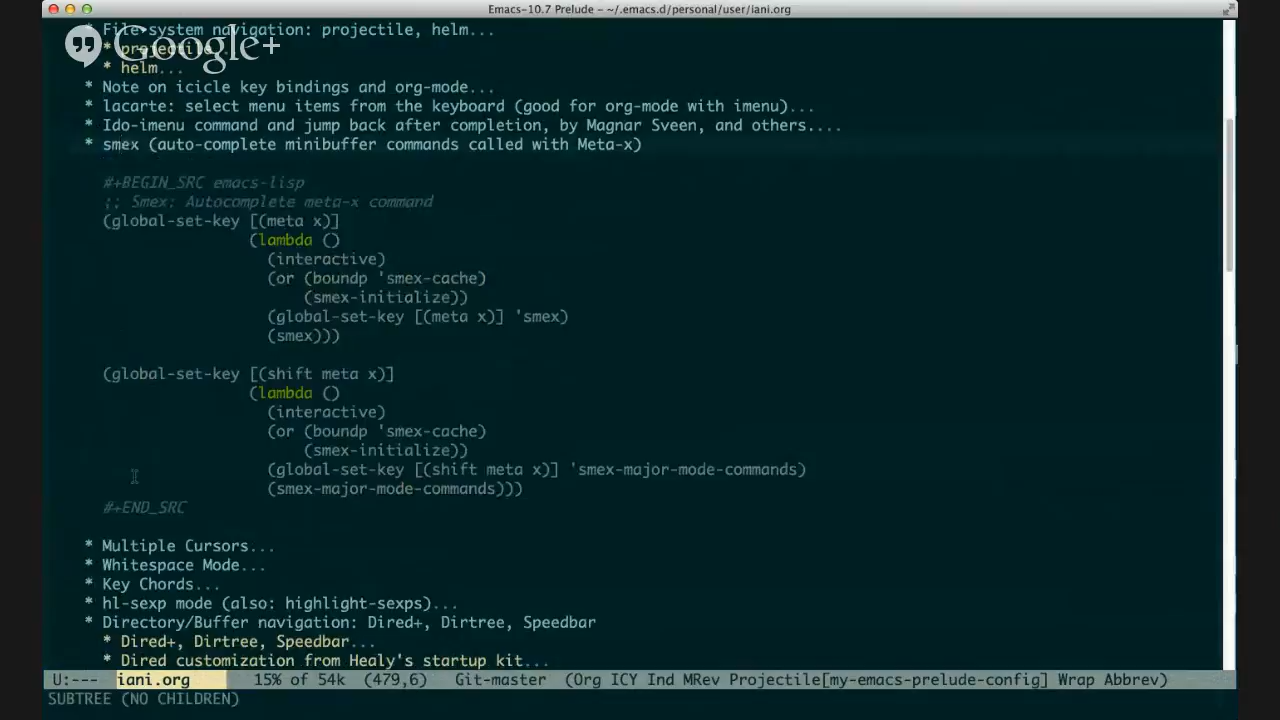 Emacs-10.7 Prelude – ~/.emacs.d/personal/user/iani.org
* File-system navigation: projectile, helm...
Google+
* projectile...
* helm...
* Note on icicle key bindings and org-mode...
* lacarte: select menu items from the keyboard (good for org-mode with imenu)...
* Ido-imenu command and jump back after completion, by Magnar Sveen, and others....
* smex (auto-complete minibuffer commands called with Meta-x)
#+BEGIN_SRC emacs-lisp
;; Smex: Autocomplete meta-x command
(global-set-key [(meta x)]
(lambda ()
(interactive)
(or (boundp 'smex-cache)
(smex-initialize))
(global-set-key [(meta x)] 'smex)
(smex)))
(global-set-key [(shift meta x)]
(lambda ()
(interactive)
(or (boundp 'smex-cache)
(smex-initialize))
(global-set-key [(shift meta x)] 'smex-major-mode-commands)
(smex-major-mode-commands)))
#+END_SRC
* Multiple Cursors...
* Whitespace Mode...
* Key Chords...
* hl-sexp mode (also: highlight-sexps)...
* Directory/Buffer navigation: Dired+, Dirtree, Speedbar
* Dired+, Dirtree, Speedbar...
* Dired customization from Healy's startup kit...
U:--- iani.org 15% of 54k (479,6) Git-master (Org ICY Ind MRev Projectile[my-emacs-prelude-config] Wrap Abbrev)
SUBTREE (NO CHILDREN)